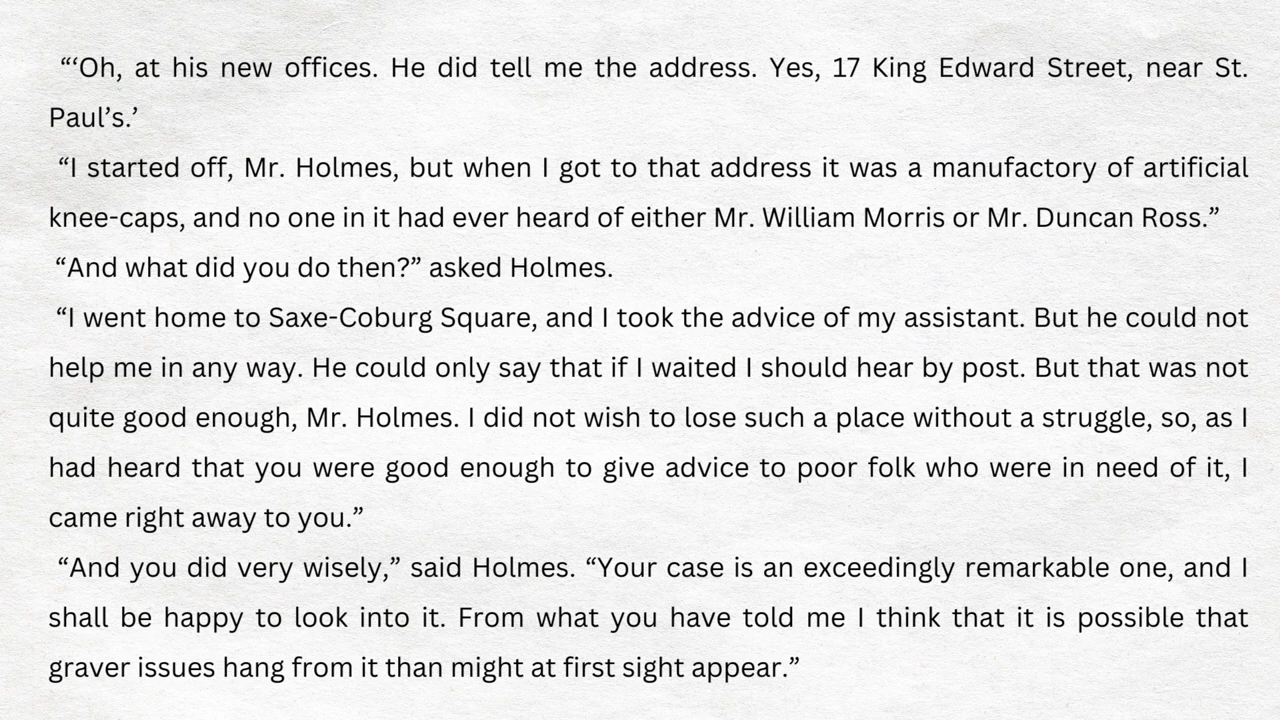 “‘Oh, at his new offices. He did tell me the address. Yes, 17 King Edward Street, near St.
Paul’s.’
“I started off, Mr. Holmes, but when I got to that address it was a manufactory of artificial
knee-caps, and no one in it had ever heard of either Mr. William Morris or Mr. Duncan Ross.”
“And what did you do then?” asked Holmes.
“I went home to Saxe-Coburg Square, and I took the advice of my assistant. But he could not
help me in any way. He could only say that if I waited I should hear by post. But that was not
quite good enough, Mr. Holmes. I did not wish to lose such a place without a struggle, so, as I
had heard that you were good enough to give advice to poor folk who were in need of it, I
came right away to you.”
“And you did very wisely,” said Holmes. “Your case is an exceedingly remarkable one, and I
shall be happy to look into it. From what you have told me I think that it is possible that
graver issues hang from it than might at first sight appear.”